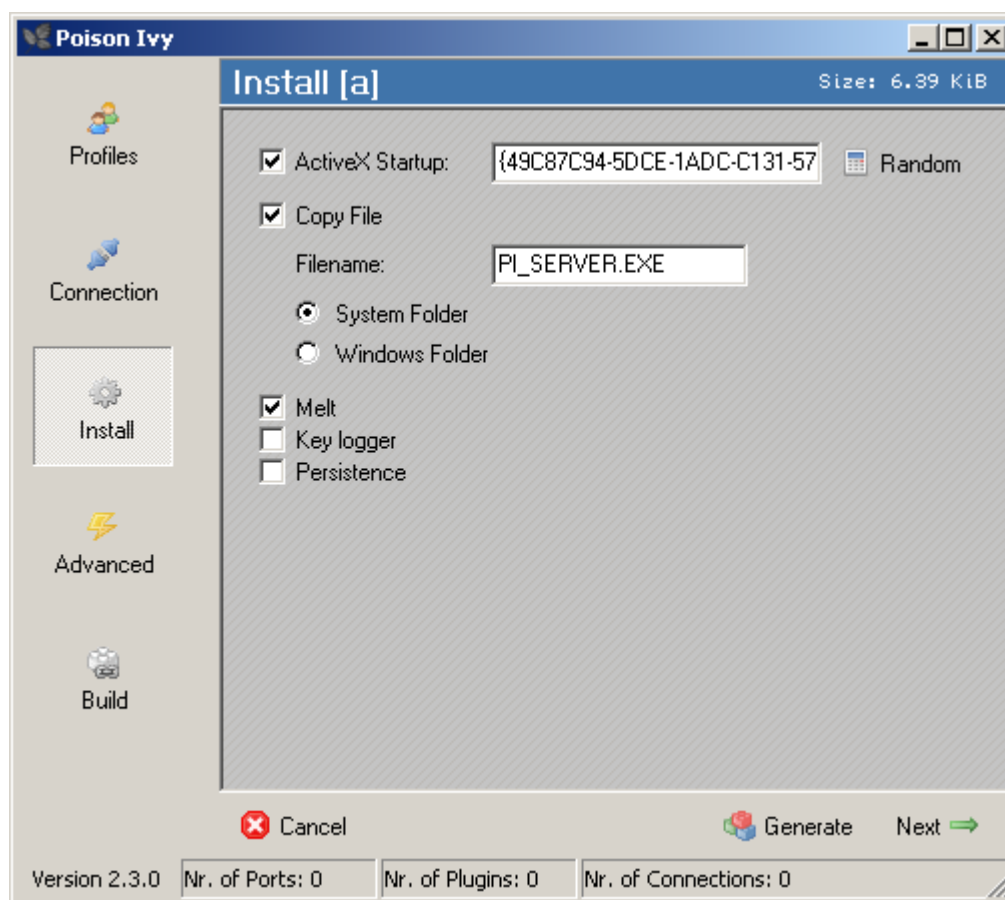 Poison Ivy
Install [a] Size: 6.39 KiB
Profiles
Connection
Install
Advanced
Build
ActiveX Startup: {49C87C94-5DCE-1ADC-C131-57 Random
Copy File
Filename: PI_SERVER.EXE
System Folder
Windows Folder
Melt
Key logger
Persistence
Cancel Generate Next
Version 2.3.0 Nr. of Ports: 0 Nr. of Plugins: 0 Nr. of Connections: 0